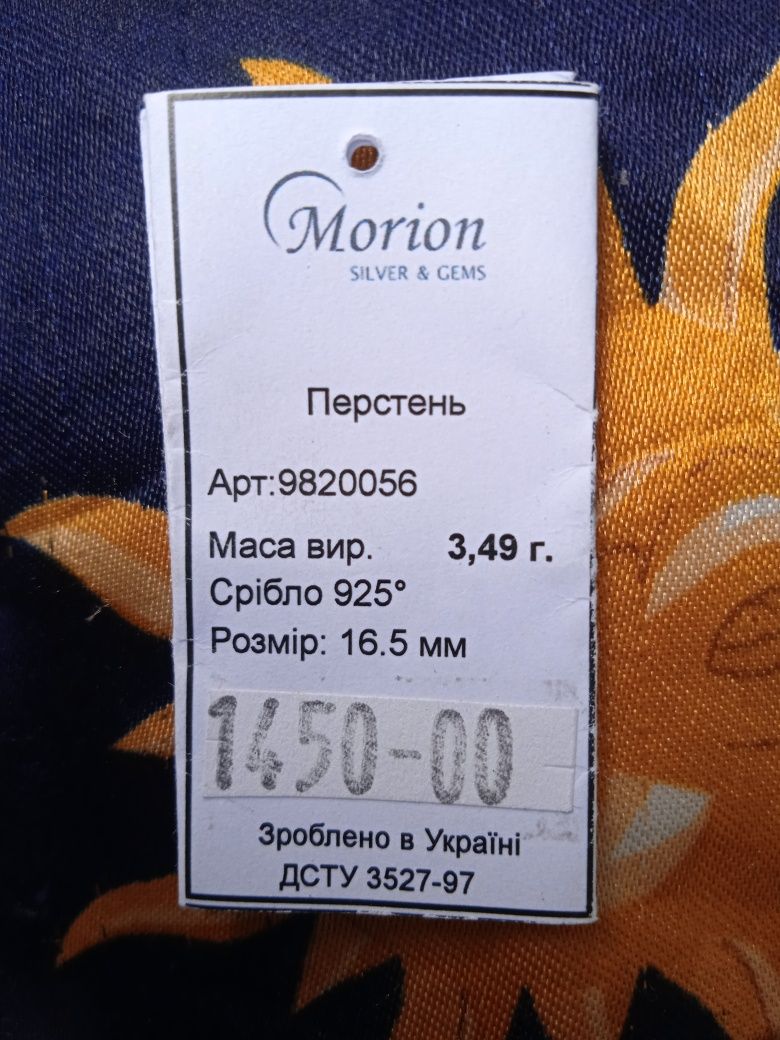 Morion
SILVER & GEMS
Перстень
Арт:9820056
Маса вир. 3,49 г.
Срібло 925°
Розмір: 16.5 мм
1450-00
Зроблено в Україні
ДСТУ 3527-97